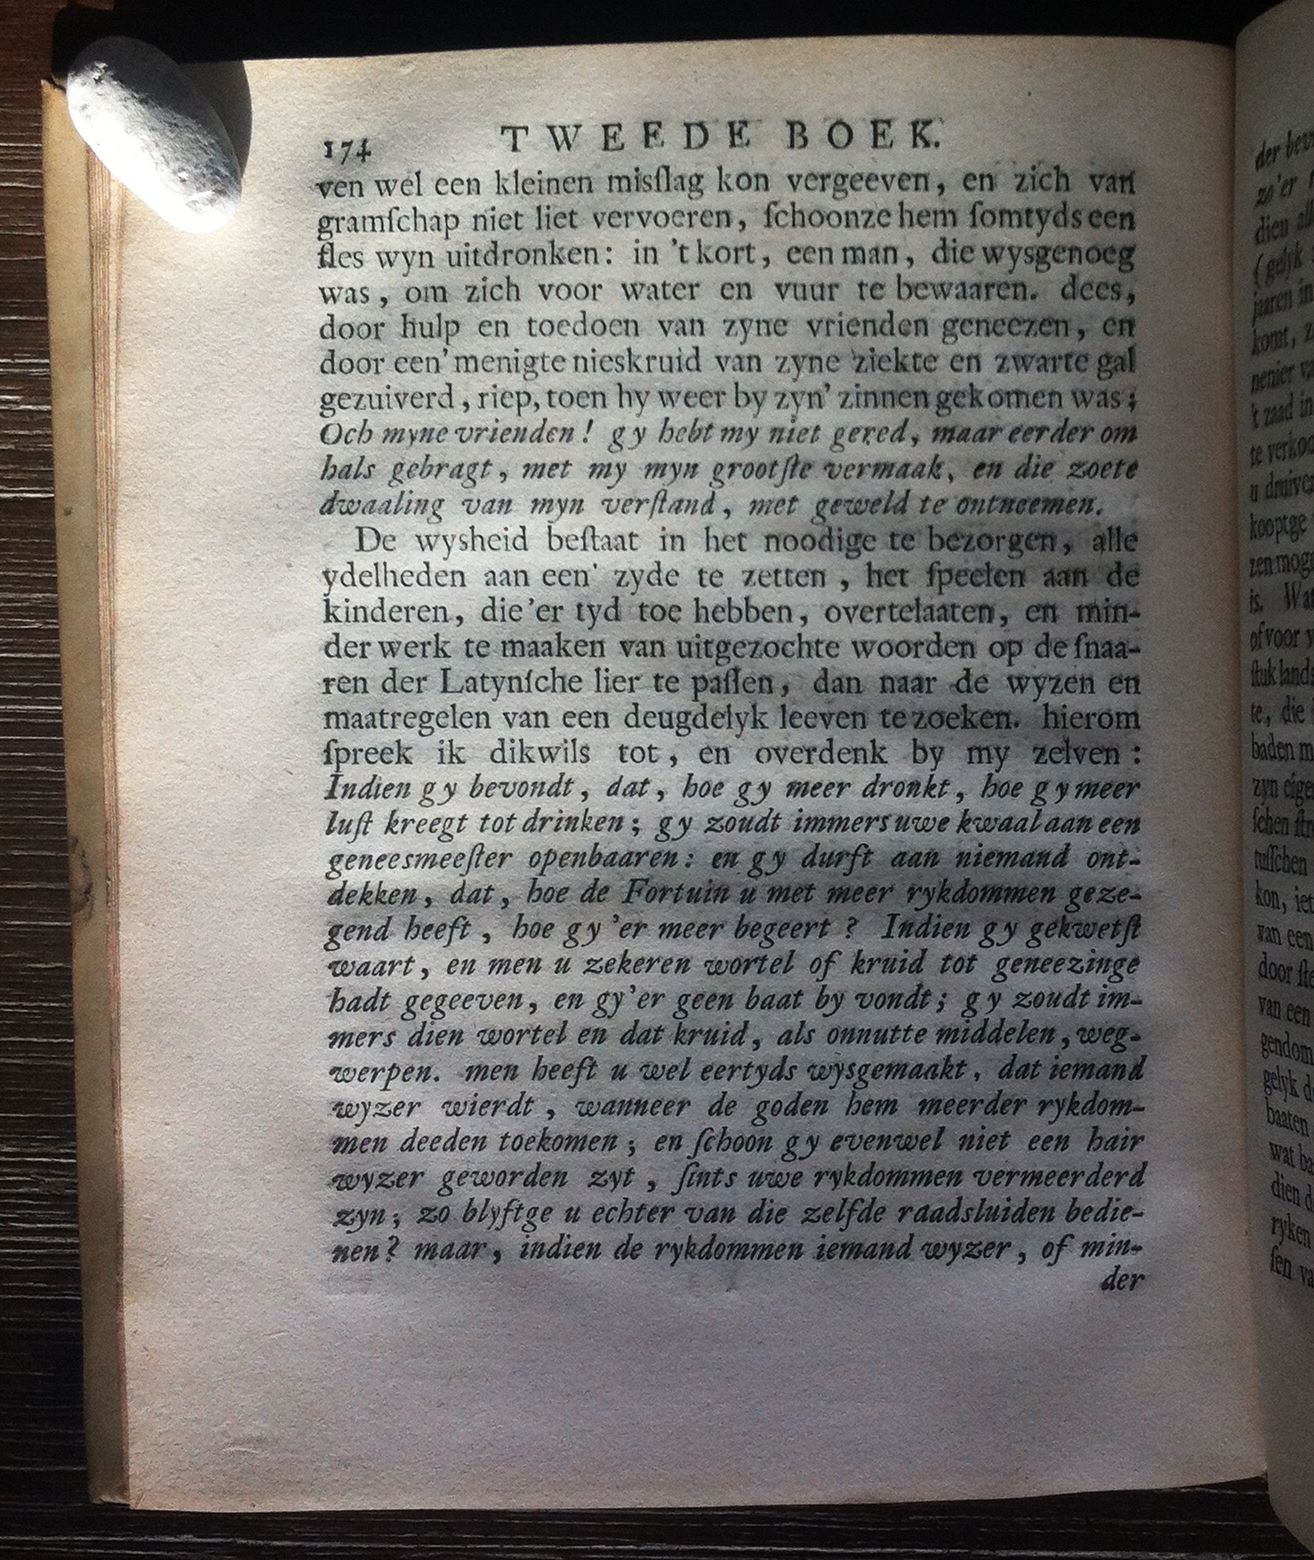 174 TWEEDE BOEK.
ven wel een kleinen misſlag kon vergeeven, en zich van
gramſchap niet liet vervoeren, ſchoonze hem ſomtyds een
fles wyn uitdronken: in 't kort, een man, die wysgenoeg
was, om zich voor water en vuur te bewaaren. dees,
door hulp en toedoen van zyne vrienden geneezen, en
door een' menigte nieskruid van zyne ziekte en zwarte gal
gezuiverd, riep, toen hy weer by zyn' zinnen gekomen was;
Och myne vrienden! gy hebt my niet gered, maar eerder om
hals gebragt, met my myn grootſte vermaak, en die zoete
dwaaling van myn verſtand, met geweld te ontneemen.
De wysheid beſtaat in het noodige te bezorgen, alle
ydelheden aan een' zyde te zetten, het ſpeelen aan de
kinderen, die'er tyd toe hebben, overtelaaten, en min-
der werk te maaken van uitgezochte woorden op de ſnaa-
ren der Latynſche lier te paſſen, dan naar de wyzen en
maatregelen van een deugdelyk leeven te zoeken. hierom
ſpreek ik dikwils tot, en overdenk by my zelven:
Indien gy bevondt, dat, hoe gy meer dronkt, hoe gy meer
luſt kreegt tot drinken; gy zoudt immers uwe kwaal aan een
geneesmeeſter openbaaren: en gy durft aan niemand ont-
dekken, dat, hoe de Fortuin u met meer rykdommen geze-
gend heeft, hoe gy'er meer begeert? Indien gy gekwetſt
waart, en men u zekeren wortel of kruid tot geneezinge
hadt gegeeven, en gy'er geen baat by vondt; gy zoudt im-
mers dien wortel en dat kruid, als onnutte middelen, weg-
werpen. men heeft u wel eertyds wysgemaakt, dat iemand
wyzer wierdt, wanneer de goden hem meerder rykdom-
men deeden toekomen; en ſchoon gy evenwel niet een hair
wyzer geworden zyt, ſints uwe rykdommen vermeerderd
zyn; zo blyftge u echter van die zelfde raadsluiden bedie-
nen? maar, indien de rykdommen iemand wyzer, of min-
der